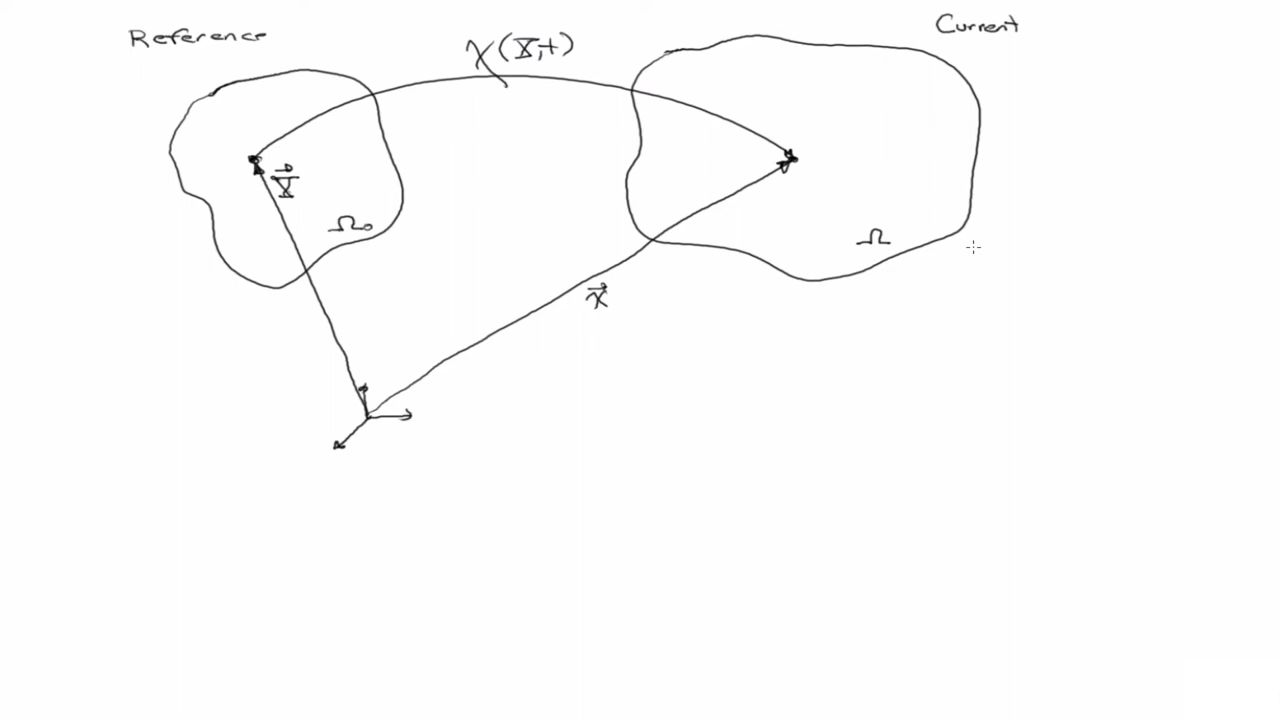 Reference
Current
χ(X,t)
X⃗
Ω₀
Ω
x⃗